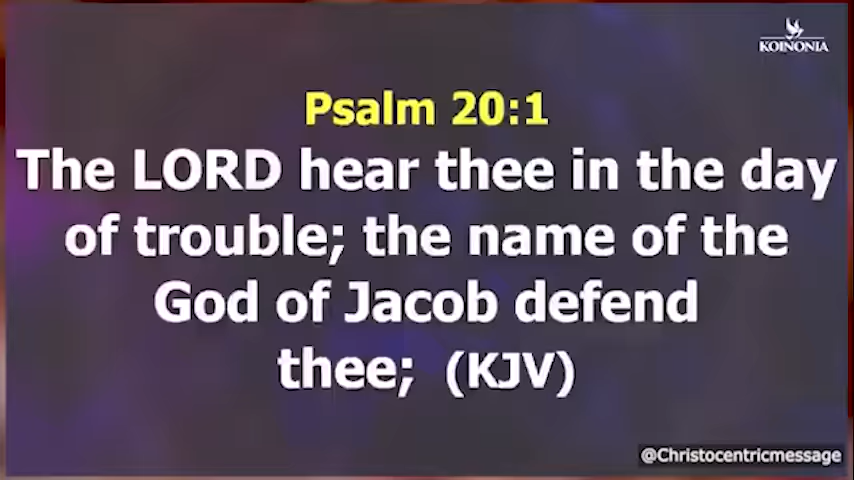 KOINONIA
Psalm 20:1
The LORD hear thee in the day
of trouble; the name of the
God of Jacob defend
thee; (KJV)
@Christocentricmessage